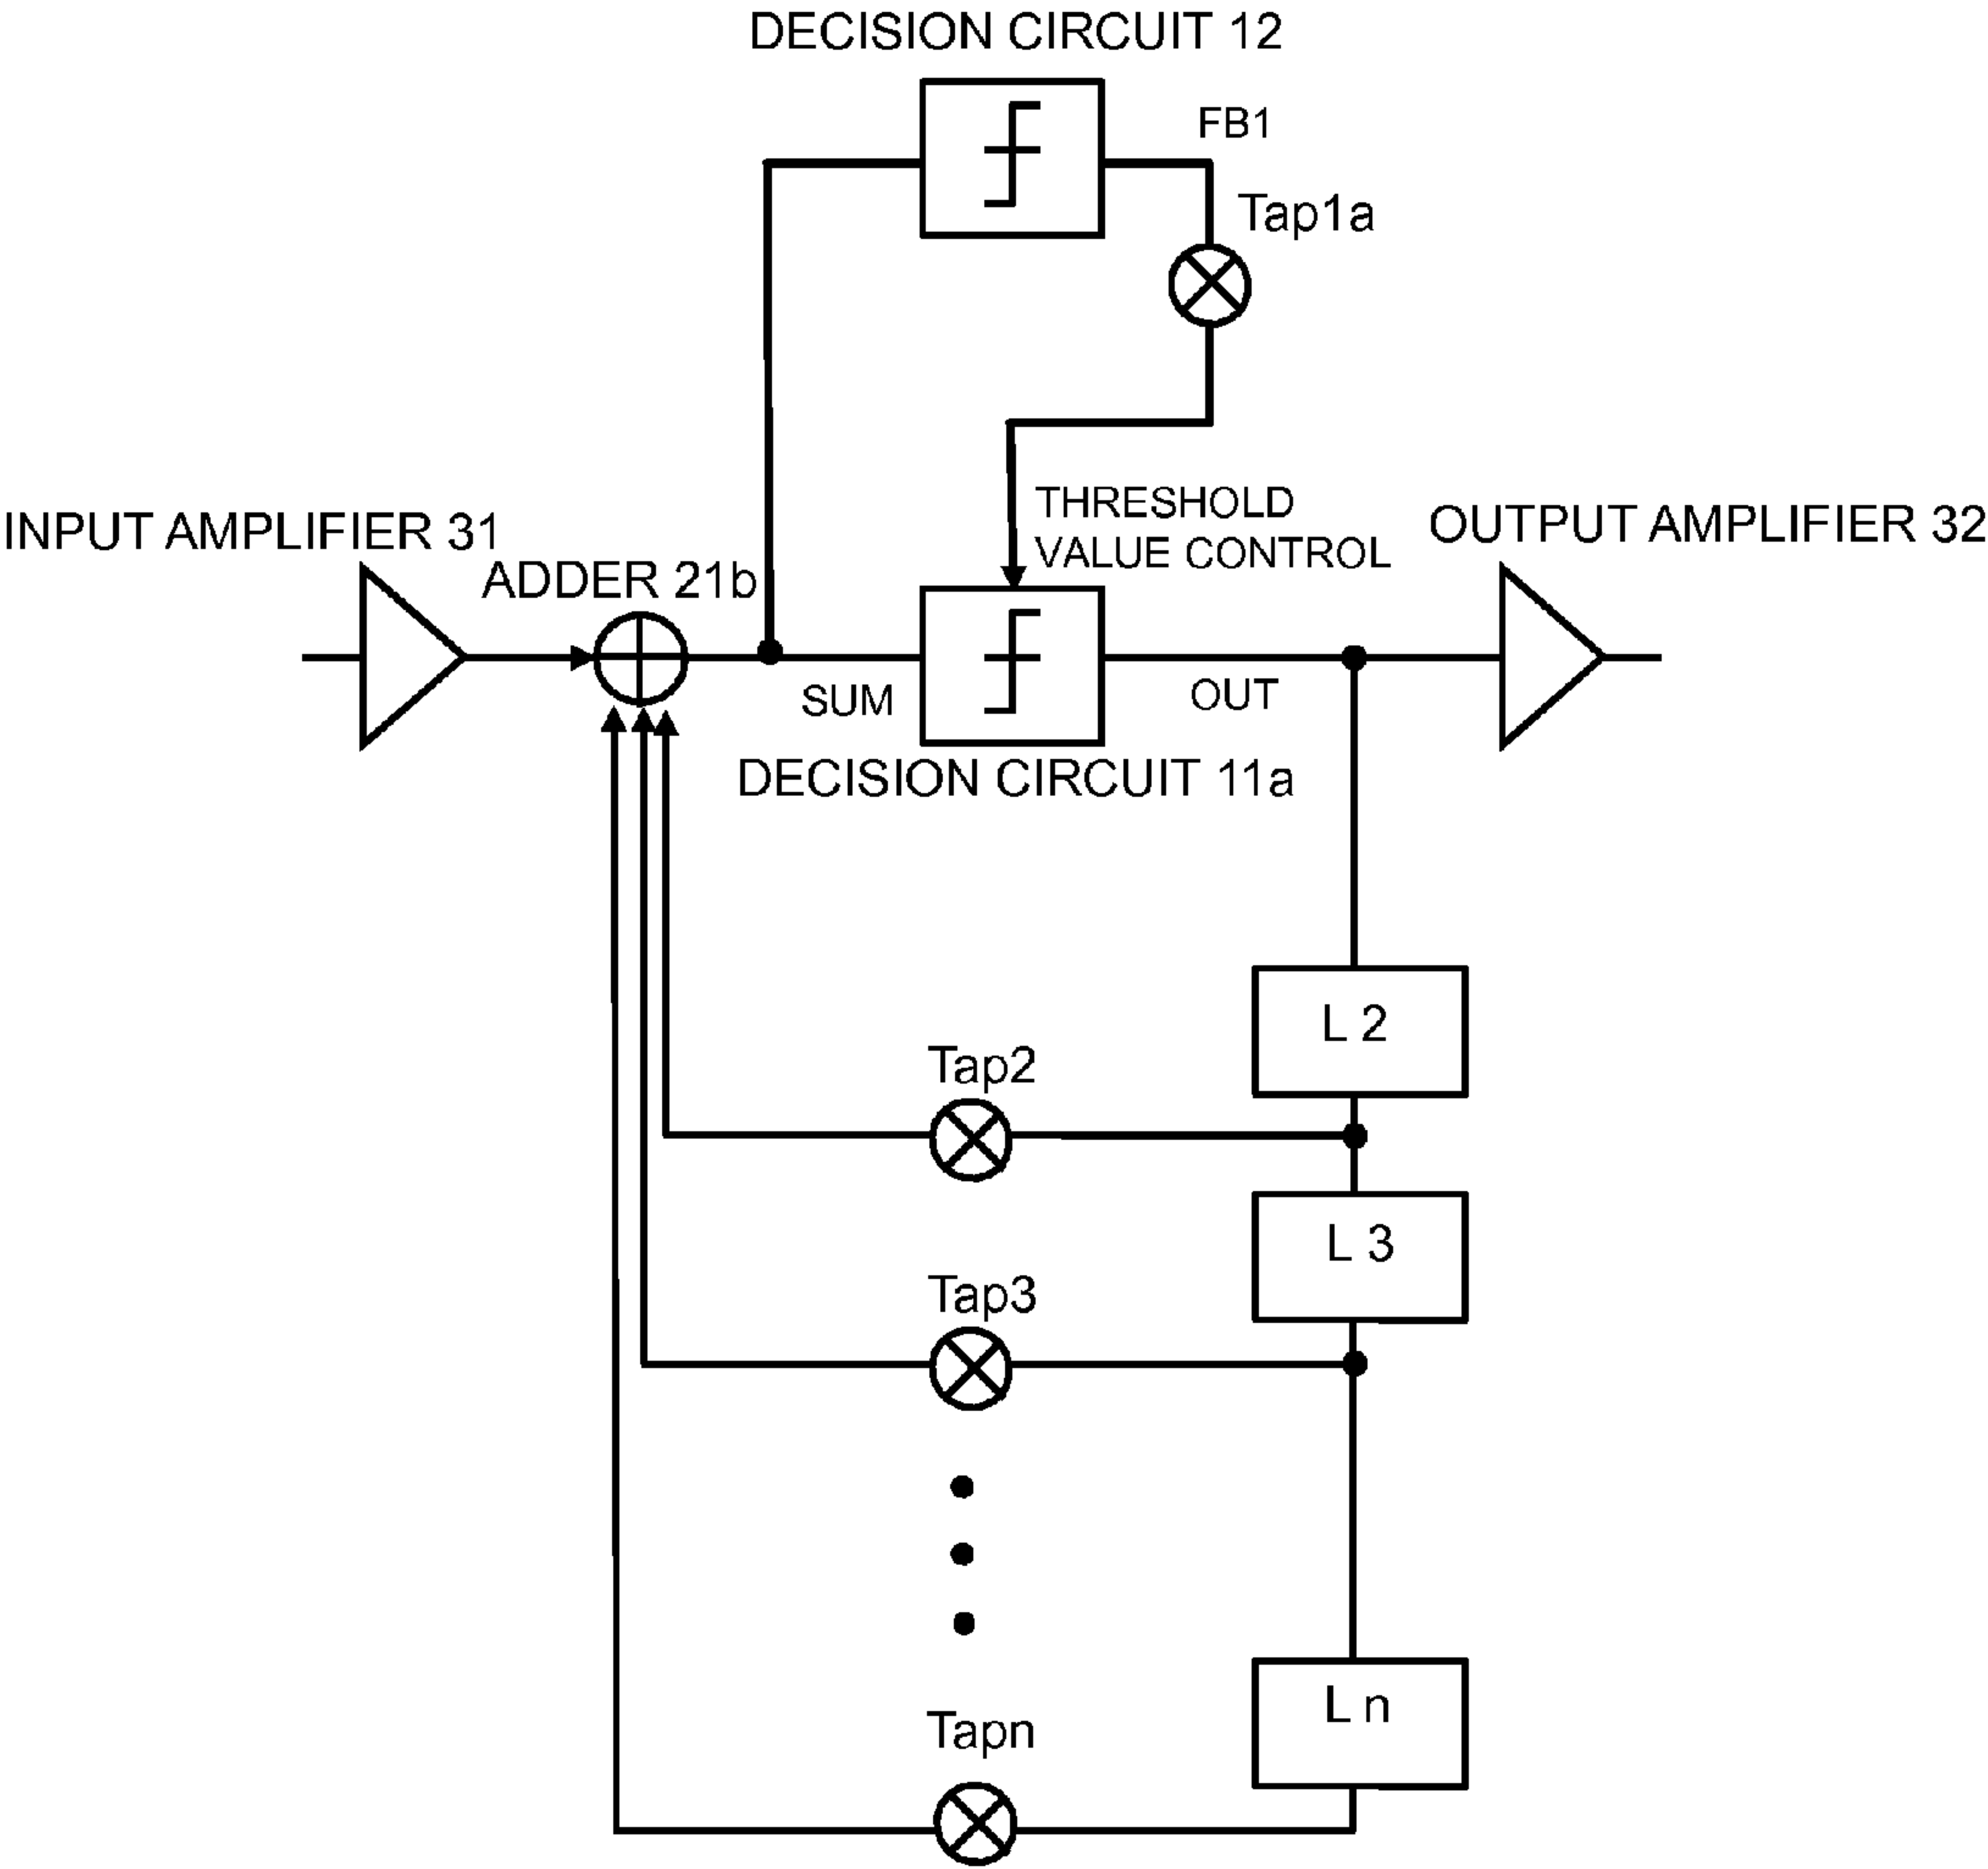 DECISION CIRCUIT 12
FB1
Tap1a
THRESHOLD
VALUE CONTROL
INPUT AMPLIFIER 31
OUTPUT AMPLIFIER 32
ADDER 21b
SUM
OUT
DECISION CIRCUIT 11a
L 2
Tap2
L 3
Tap3
L n
Tapn